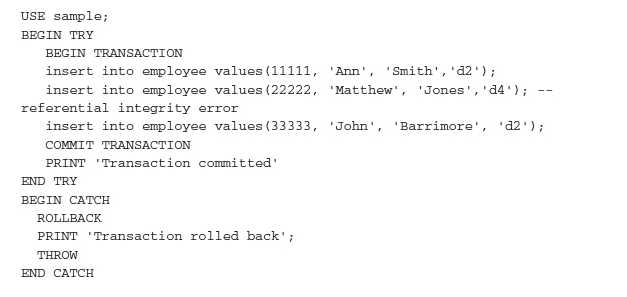 USE sample;
BEGIN TRY
BEGIN TRANSACTION
insert into employee values(11111, 'Ann', 'Smith','d2');
insert into employee values(22222, 'Matthew', 'Jones','d4'); --
referential integrity error
insert into employee values(33333, 'John', 'Barrimore', 'd2');
COMMIT TRANSACTION
PRINT 'Transaction committed'
END TRY
BEGIN CATCH
ROLLBACK
PRINT 'Transaction rolled back';
THROW
END CATCH